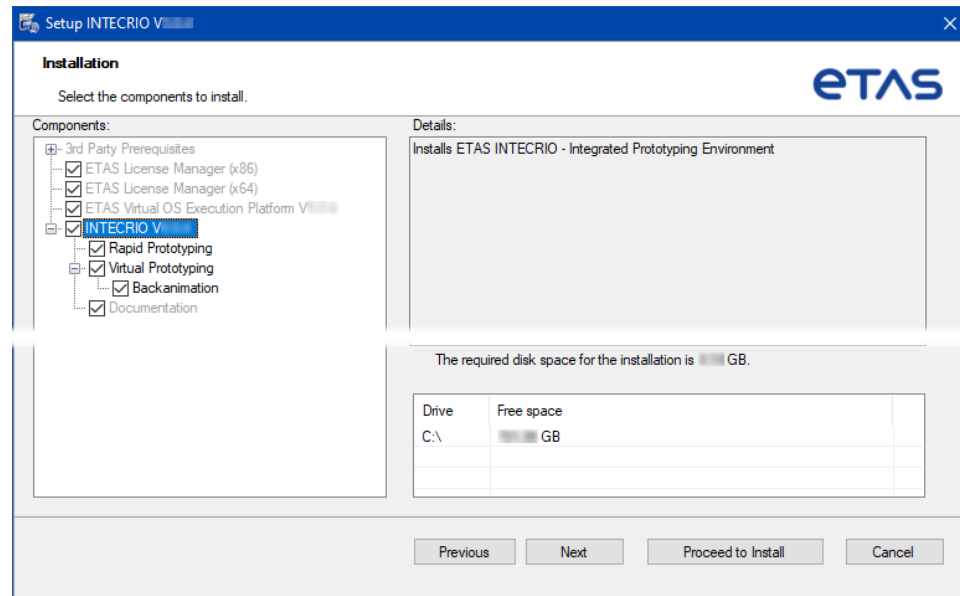 Setup INTECRIO V
Installation
Select the components to install.
ETAS
Components:
3rd Party Prerequisites
ETAS License Manager (x86)
ETAS License Manager (x64)
ETAS Virtual OS Execution Platform V
INTECRIO V
Rapid Prototyping
Virtual Prototyping
Backanimation
Documentation
Details:
Installs ETAS INTECRIO - Integrated Prototyping Environment
The required disk space for the installation is GB.
Drive Free space
C:\ GB
Previous Next Proceed to Install Cancel